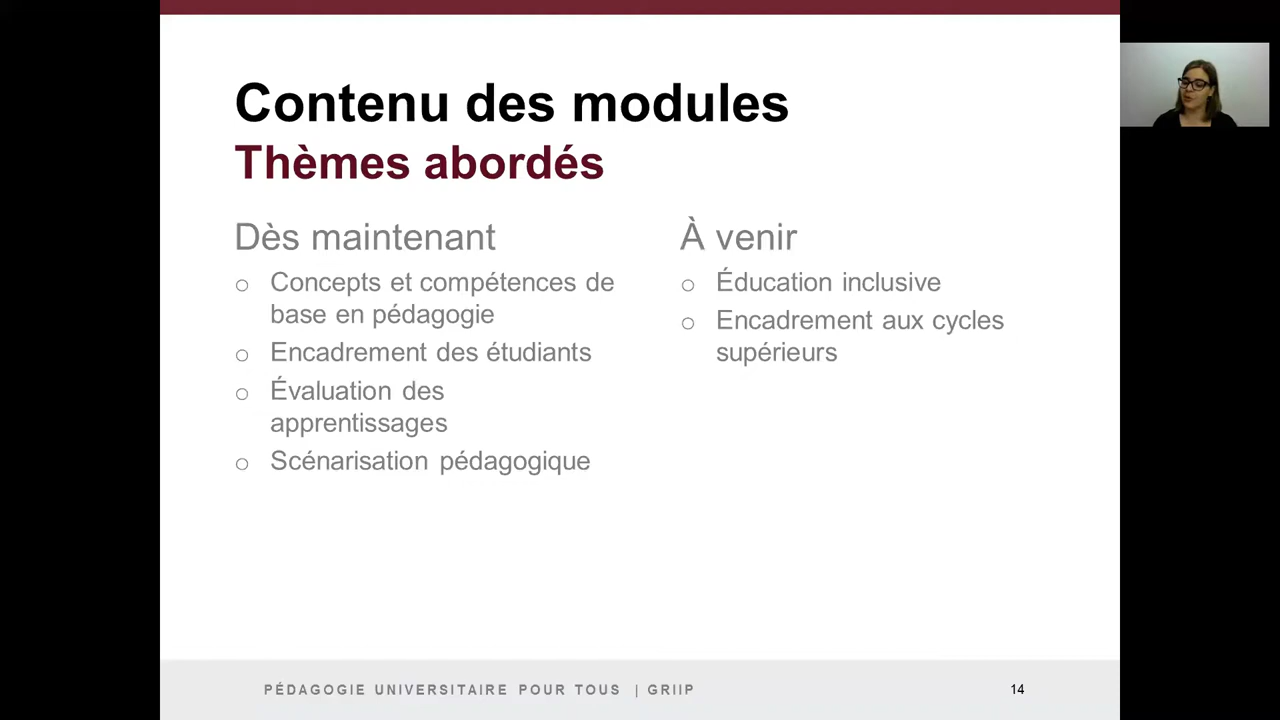 Contenu des modules
Thèmes abordés
Dès maintenant
o Concepts et compétences de
base en pédagogie
o Encadrement des étudiants
o Évaluation des
apprentissages
o Scénarisation pédagogique
À venir
o Éducation inclusive
o Encadrement aux cycles
supérieurs
PÉDAGOGIE UNIVERSITAIRE POUR TOUS | GRIIP
14